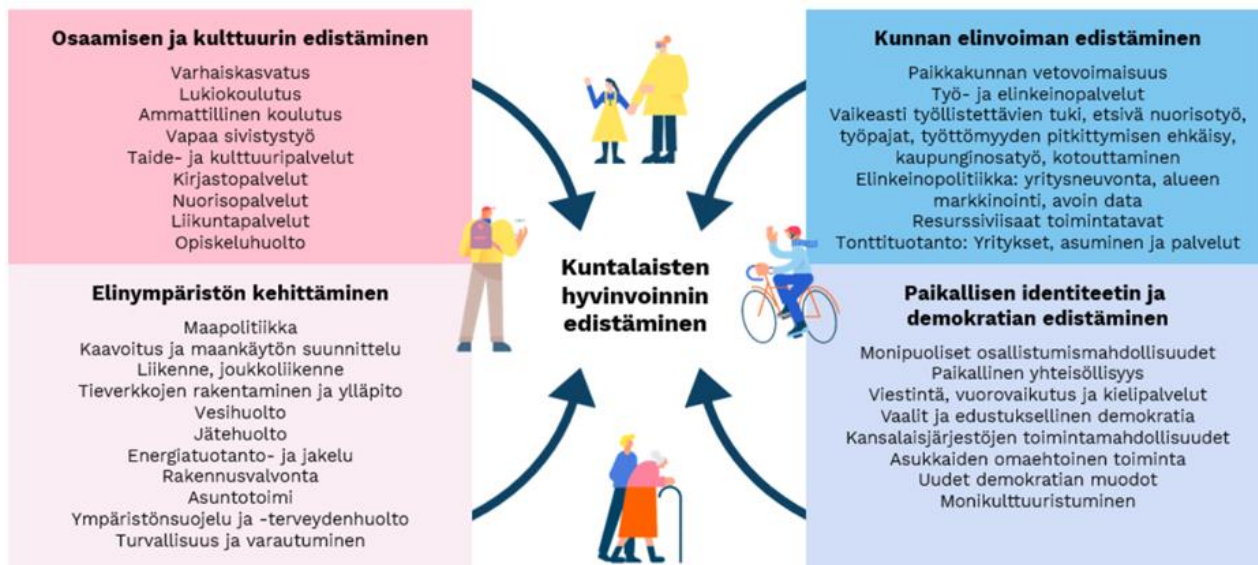 Osaamisen ja kulttuurin edistäminen
Varhaiskasvatus
Lukiokoulutus
Ammattillinen koulutus
Vapaa sivistystyö
Taide- ja kulttuuripalvelut
Kirjastopalvelut
Nuorisopalvelut
Liikuntapalvelut
Opiskeluhuolto
Kunnan elinvoiman edistäminen
Paikkakunnan vetovoimaisuus
Työ- ja elinkeinopalvelut
Vaikeasti työllistettävien tuki, etsivä nuorisotyö,
työpajat, työttömyyden pitkittymisen ehkäisy,
kaupunginosatyö, kotouttaminen
Elinkeinopolitiikka: yritysneuvonta, alueen
markkinointi, avoin data
Resurssiviisaat toimintatavat
Tonttituotanto: Yritykset, asuminen ja palvelut
Kuntalaisten
hyvinvoinnin
edistäminen
Elinympäristön kehittäminen
Maapolitiikka
Kaavoitus ja maankäytön suunnittelu
Liikenne, joukkoliikenne
Tieverkkojen rakentaminen ja ylläpito
Vesihuolto
Jätehuolto
Energiatuotanto- ja jakelu
Rakennusvalvonta
Asuntotoimi
Ympäristönsuojelu ja -terveydenhuolto
Turvallisuus ja varautuminen
Paikallisen identiteetin ja
demokratian edistäminen
Monipuoliset osallistumismahdollisuudet
Paikallinen yhteisöllisyys
Viestintä, vuorovaikutus ja kielipalvelut
Vaalit ja edustuksellinen demokratia
Kansalaisjärjestöjen toimintamahdollisuudet
Asukkaiden omaehtoinen toiminta
Uudet demokratian muodot
Monikulttuuristuminen